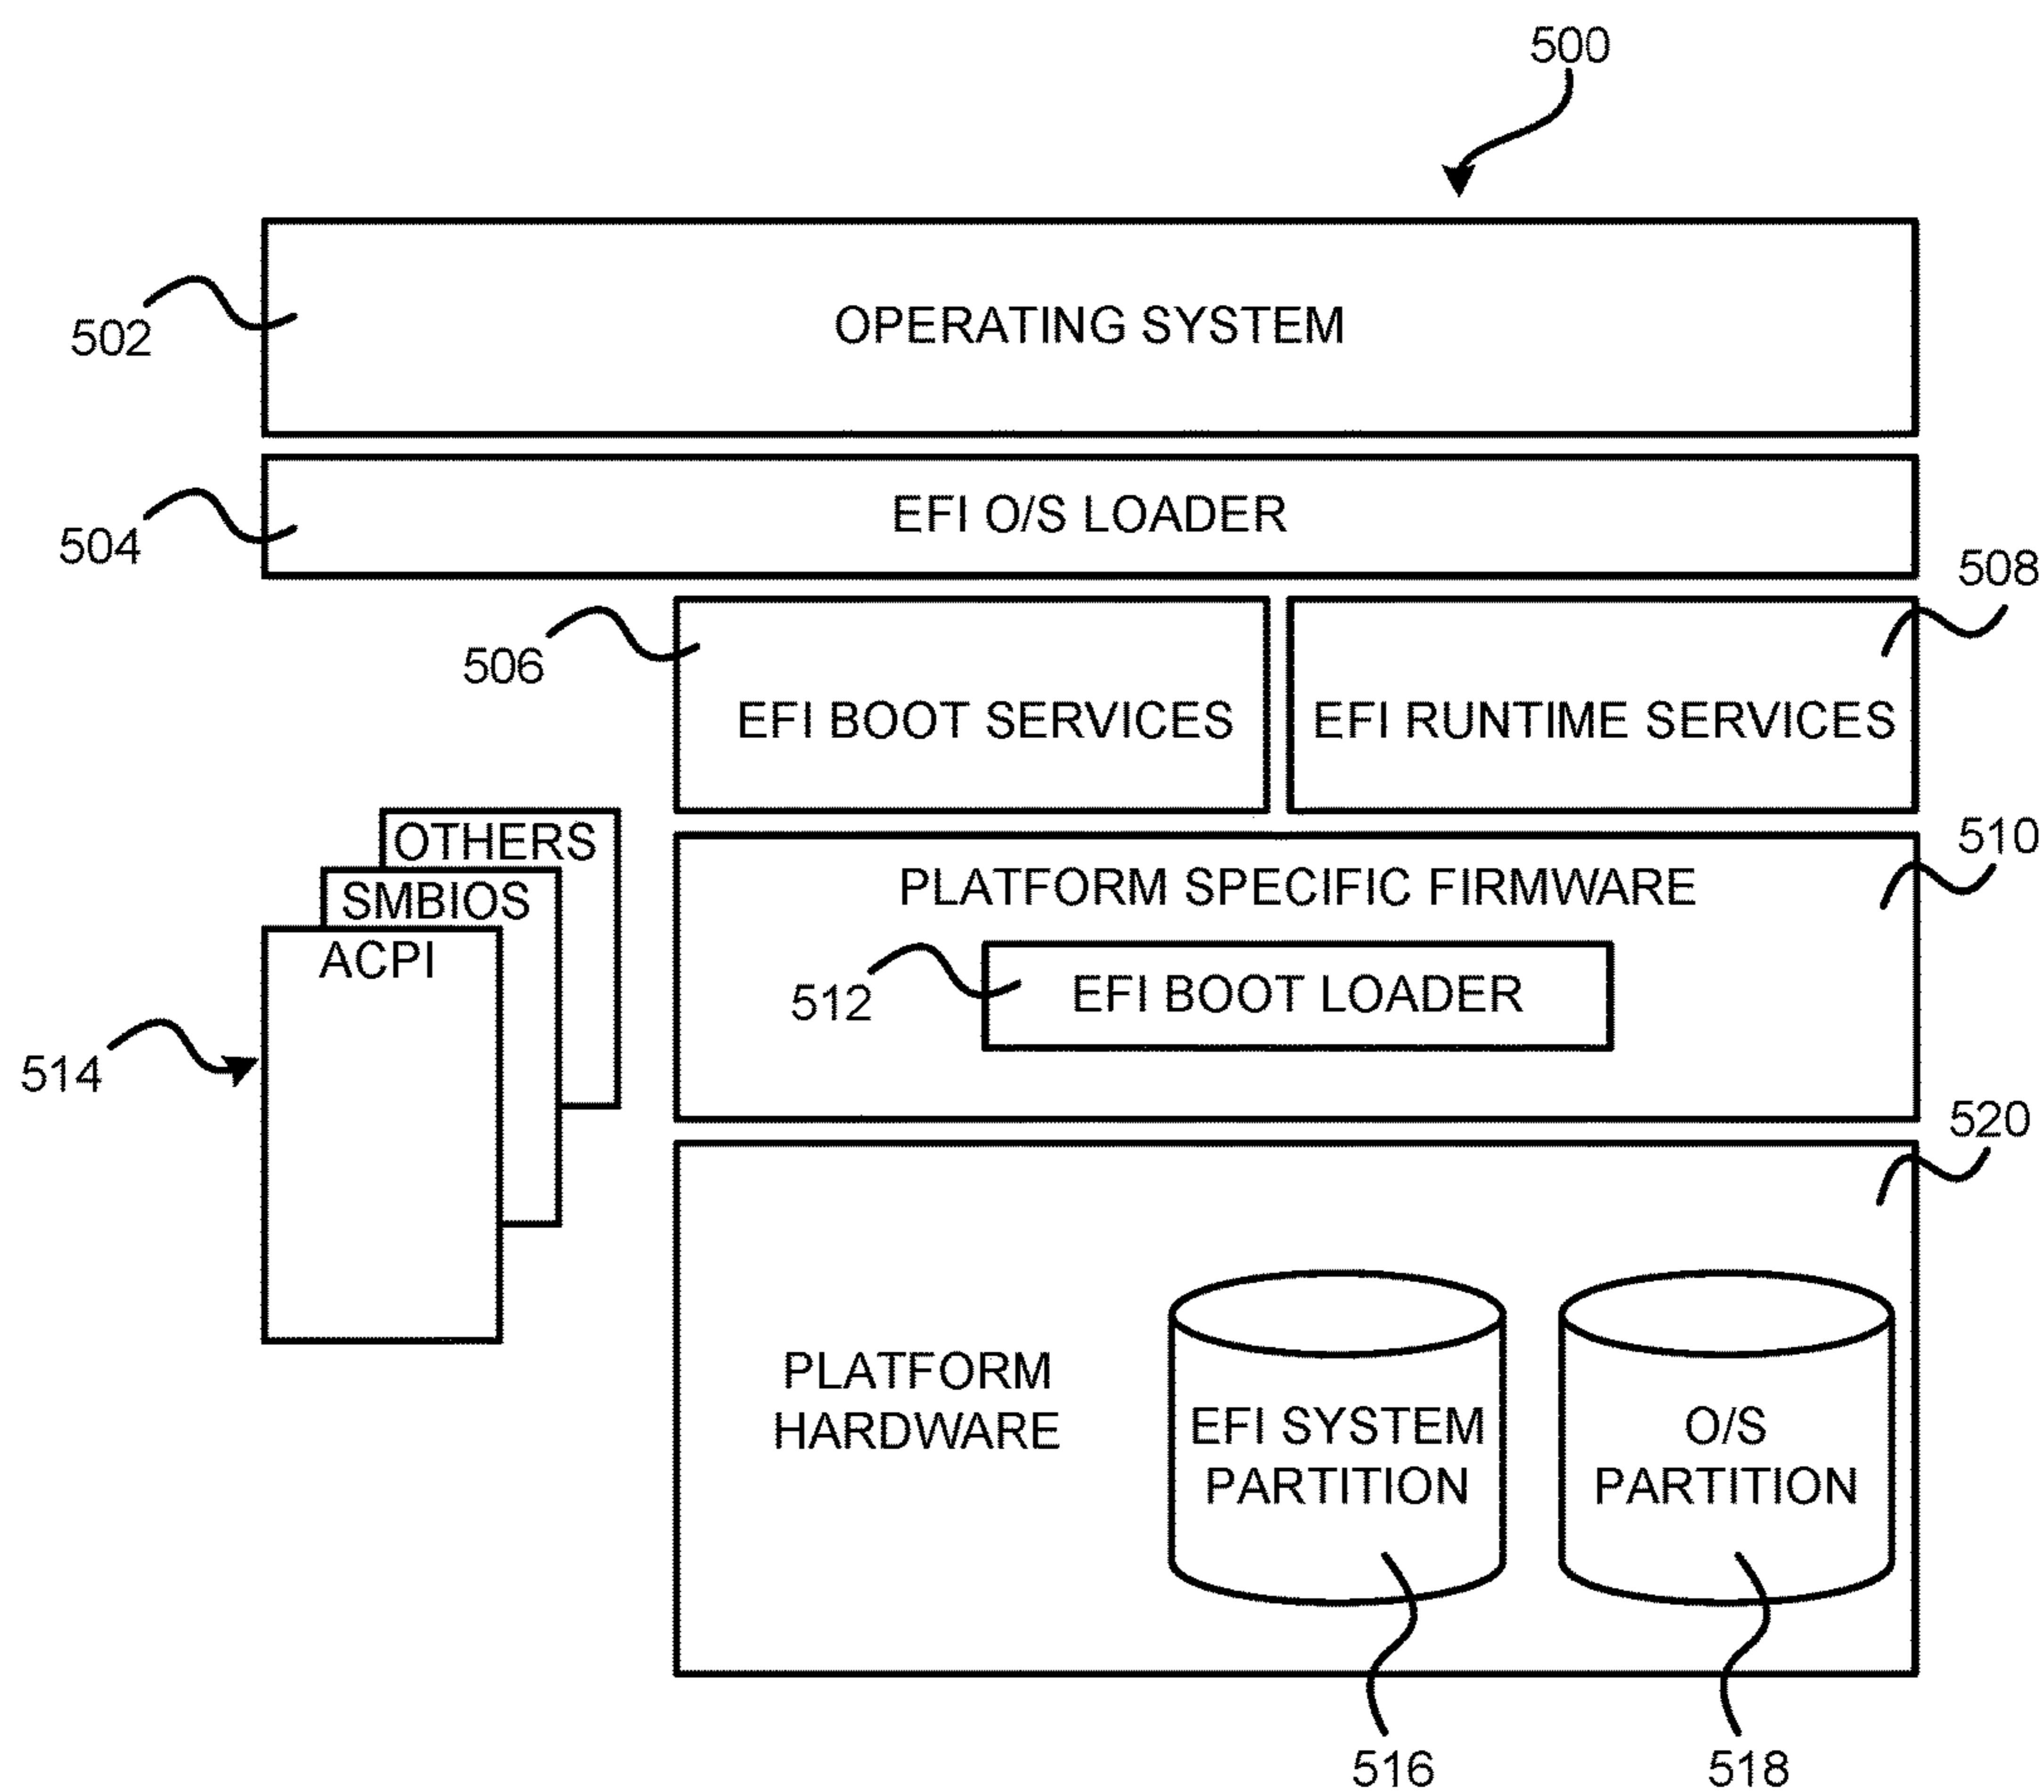 500
502
OPERATING SYSTEM
504
EFI O/S LOADER
508
506
EFI BOOT SERVICES
EFI RUNTIME SERVICES
510
OTHERS
SMBIOS
ACPI
PLATFORM SPECIFIC FIRMWARE
512
EFI BOOT LOADER
514
520
PLATFORM
HARDWARE
EFI SYSTEM
PARTITION
O/S
PARTITION
516
518